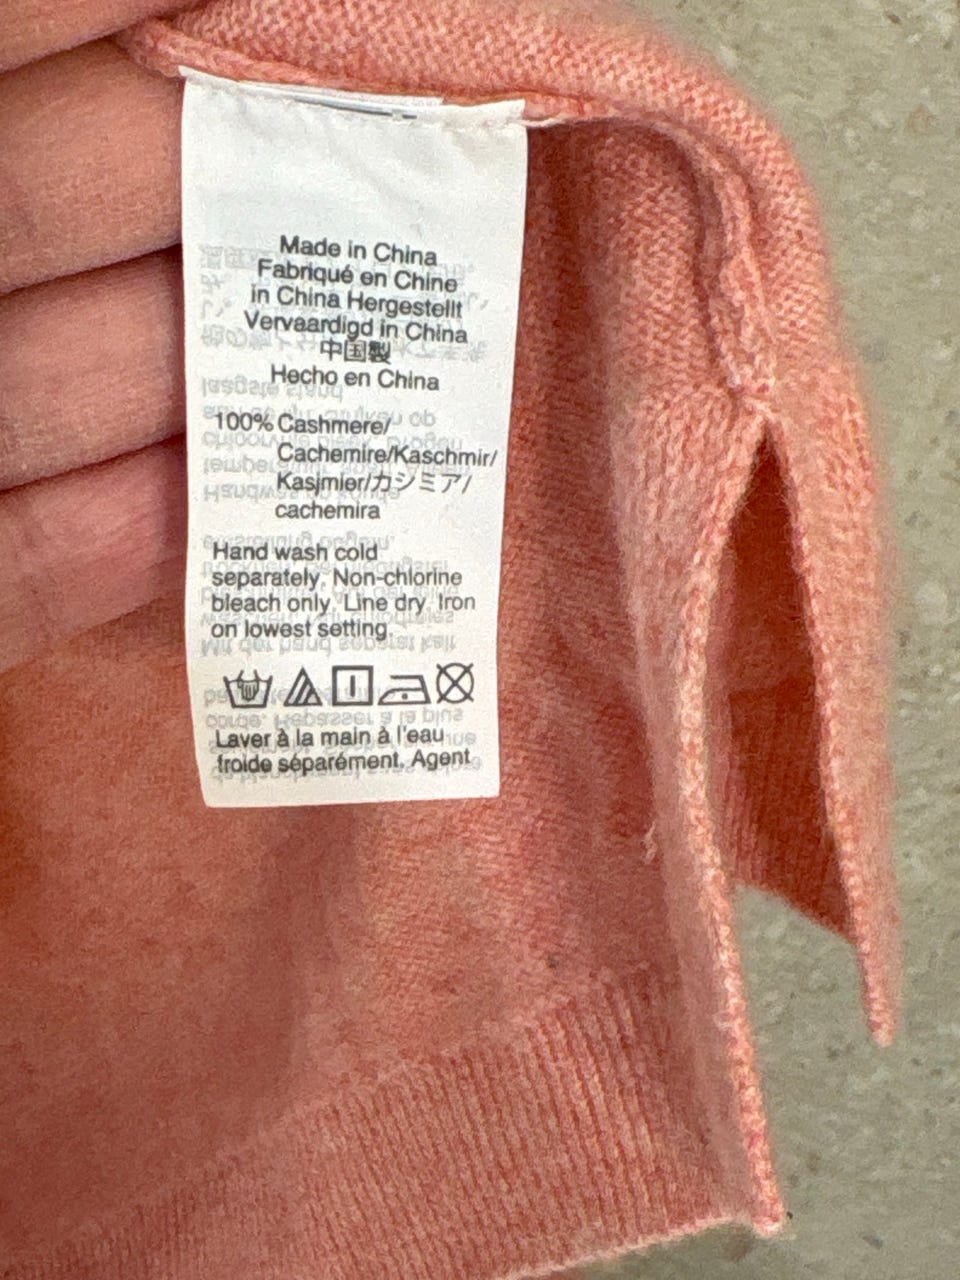 Made in China
Fabriqué en Chine
in China Hergestellt
Vervaardigd in China
中国製
Hecho en China
100% Cashmere/
Cachemire/Kaschmir/
Kasjmier/カシミア/
cachemira
Hand wash cold
separately. Non-chlorine
bleach only. Line dry. Iron
on lowest setting.
Laver à la main à l'eau
froide séparément. Agent